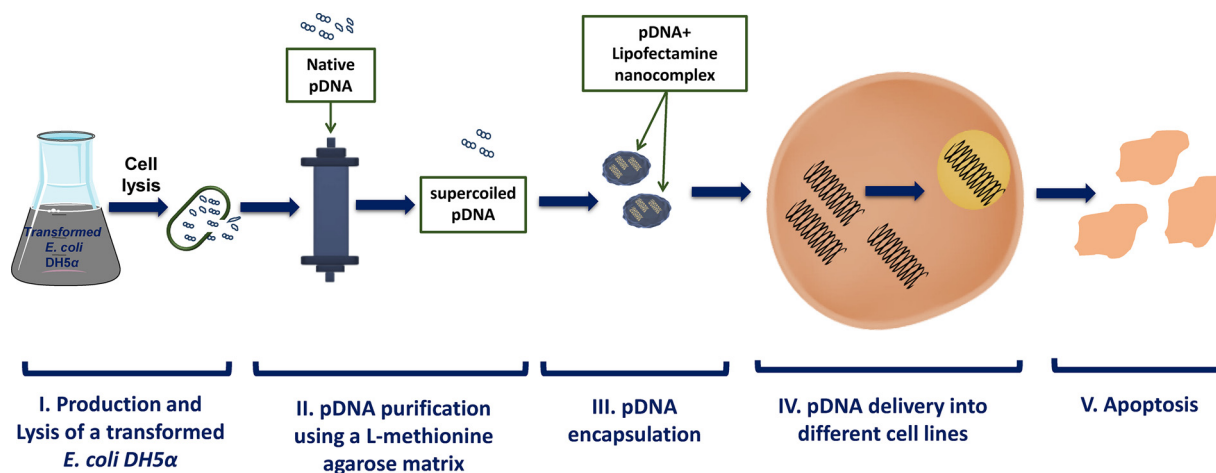 Native
pDNA
pDNA+
Lipofectamine
nanocomplex
Cell
lysis
supercoiled
pDNA
Transformed
E. coli
DH5α
I. Production and
Lysis of a transformed
E. coli DH5α
II. pDNA purification
using a L-methionine
agarose matrix
III. pDNA
encapsulation
IV. pDNA delivery into
different cell lines
V. Apoptosis